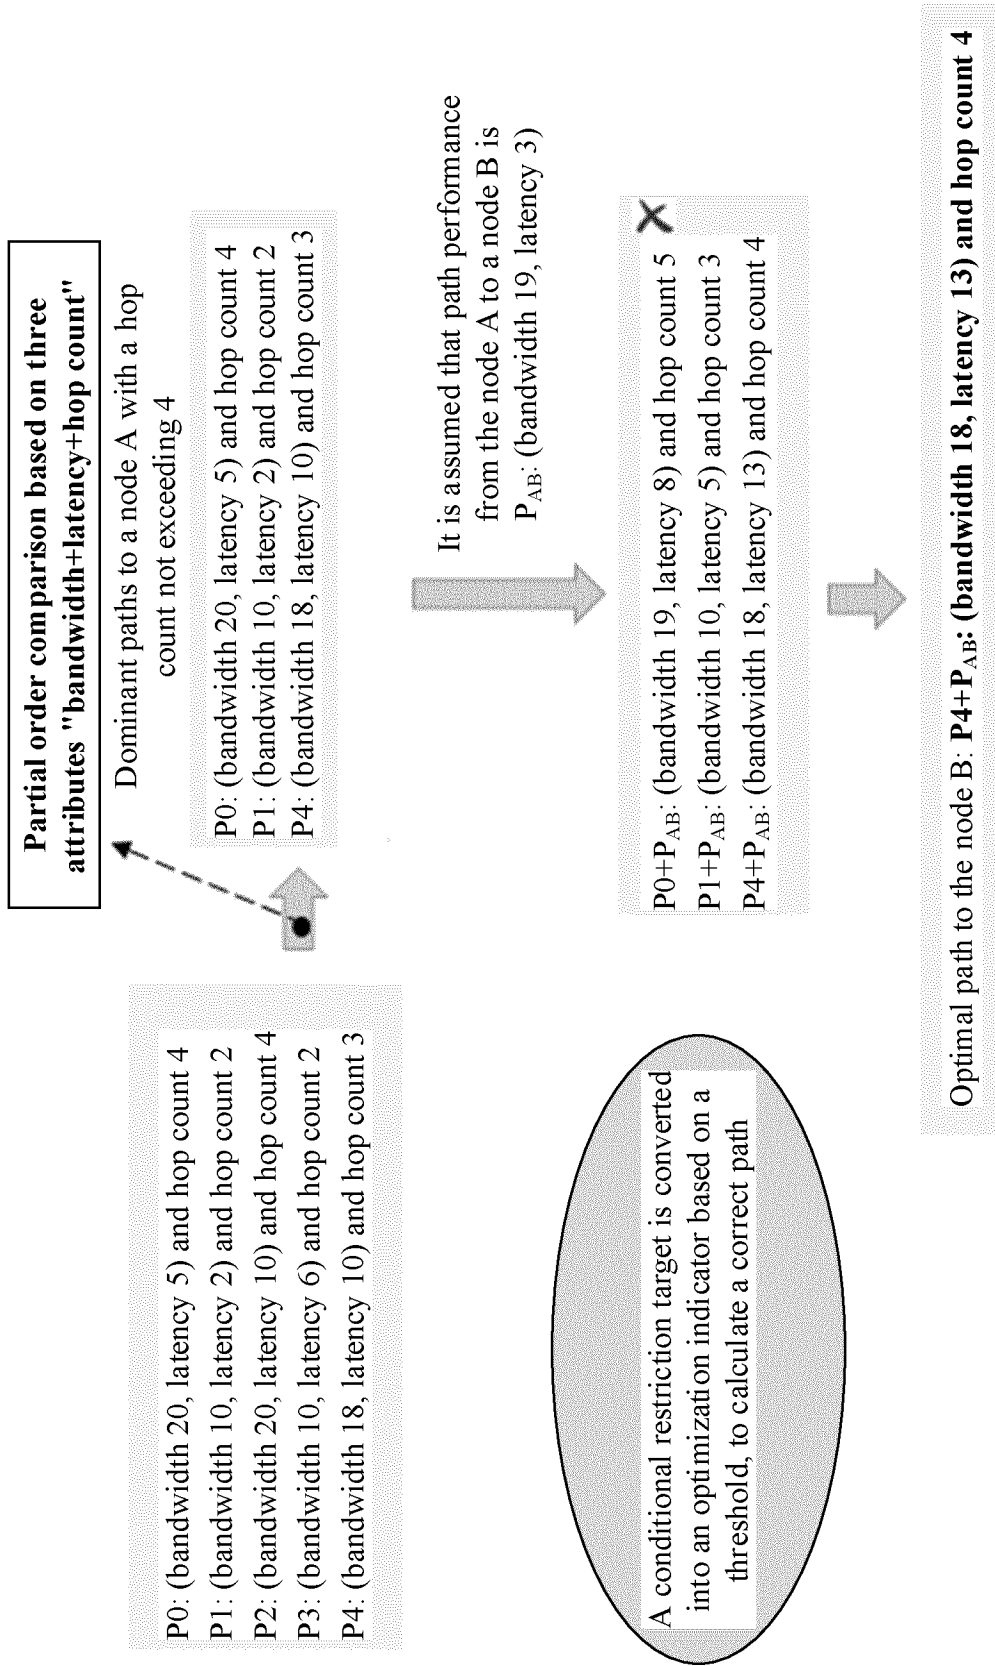 Partial order comparison based on three
attributes "bandwidth+latency+hop count"
P0: (bandwidth 20, latency 5) and hop count 4
P1: (bandwidth 10, latency 2) and hop count 2
P2: (bandwidth 20, latency 10) and hop count 4
P3: (bandwidth 10, latency 6) and hop count 2
P4: (bandwidth 18, latency 10) and hop count 3
Dominant paths to a node A with a hop
count not exceeding 4
P0: (bandwidth 20, latency 5) and hop count 4
P1: (bandwidth 10, latency 2) and hop count 2
P4: (bandwidth 18, latency 10) and hop count 3
It is assumed that path performance
from the node A to a node B is
PAB: (bandwidth 19, latency 3)
A conditional restriction target is converted
into an optimization indicator based on a
threshold, to calculate a correct path
P0+PAB: (bandwidth 19, latency 8) and hop count 5
P1+PAB: (bandwidth 10, latency 5) and hop count 3
P4+PAB: (bandwidth 18, latency 13) and hop count 4
Optimal path to the node B: P4+PAB: (bandwidth 18, latency 13) and hop count 4